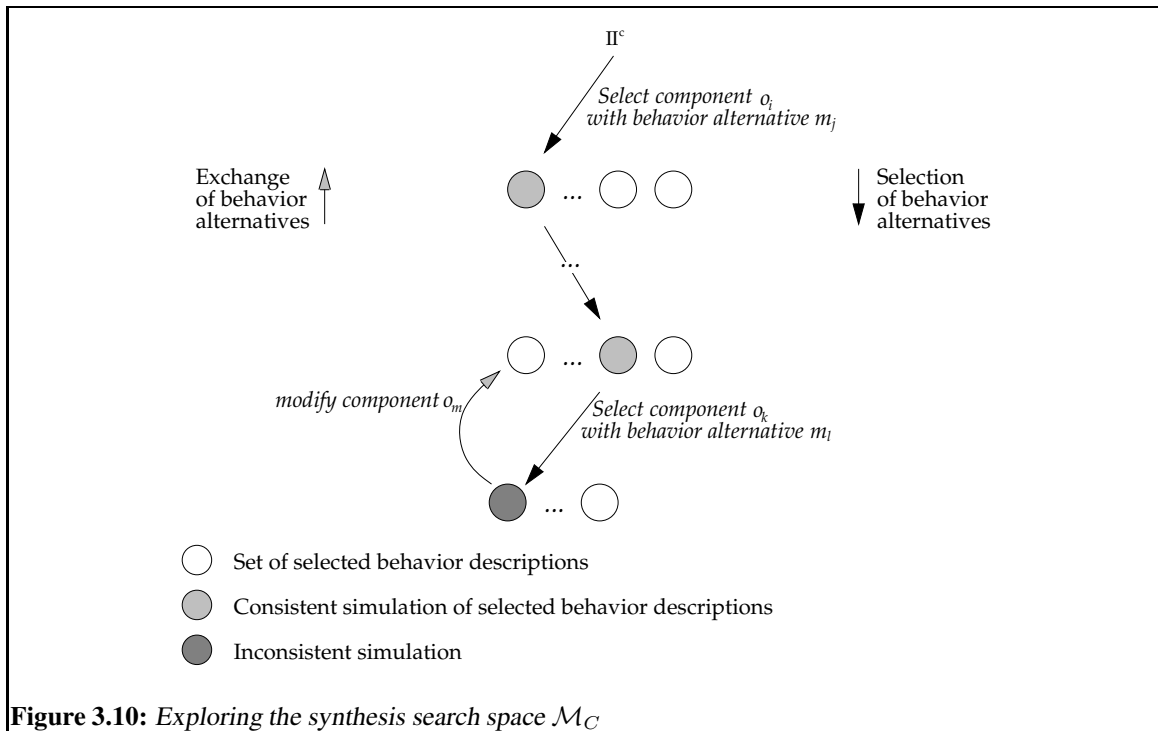 II^c
Select component o_i
with behavior alternative m_j
Exchange
of behavior
alternatives
...
Selection
of behavior
alternatives
...
...
modify component o_m
Select component o_k
with behavior alternative m_l
...
Set of selected behavior descriptions
Consistent simulation of selected behavior descriptions
Inconsistent simulation
Figure 3.10: Exploring the synthesis search space M_C